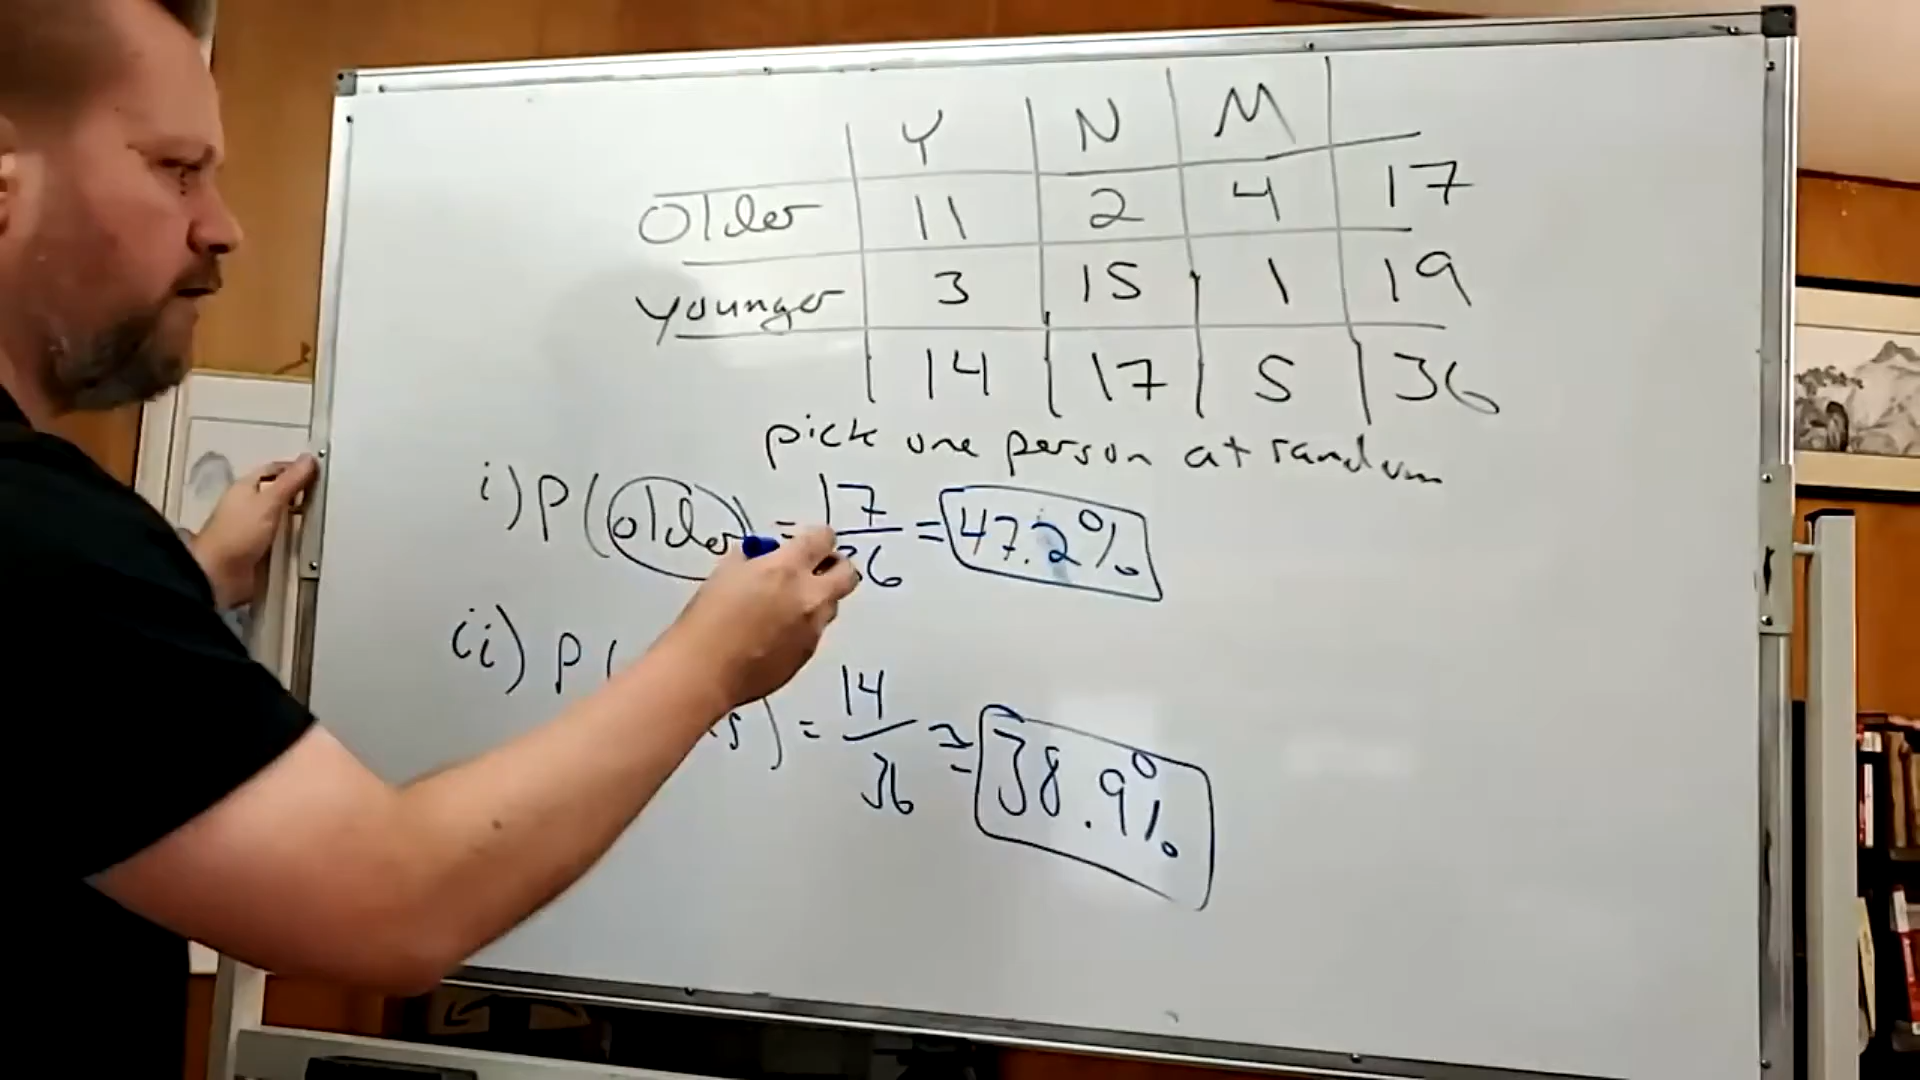 Y N M
Older 11 2 4 17
younger 3 15 1 19
14 17 5 36
pick one person at random
i) P(older) = 17/36 = 47.2%
ii) P( s) = 14/36 ≈ 38.9%